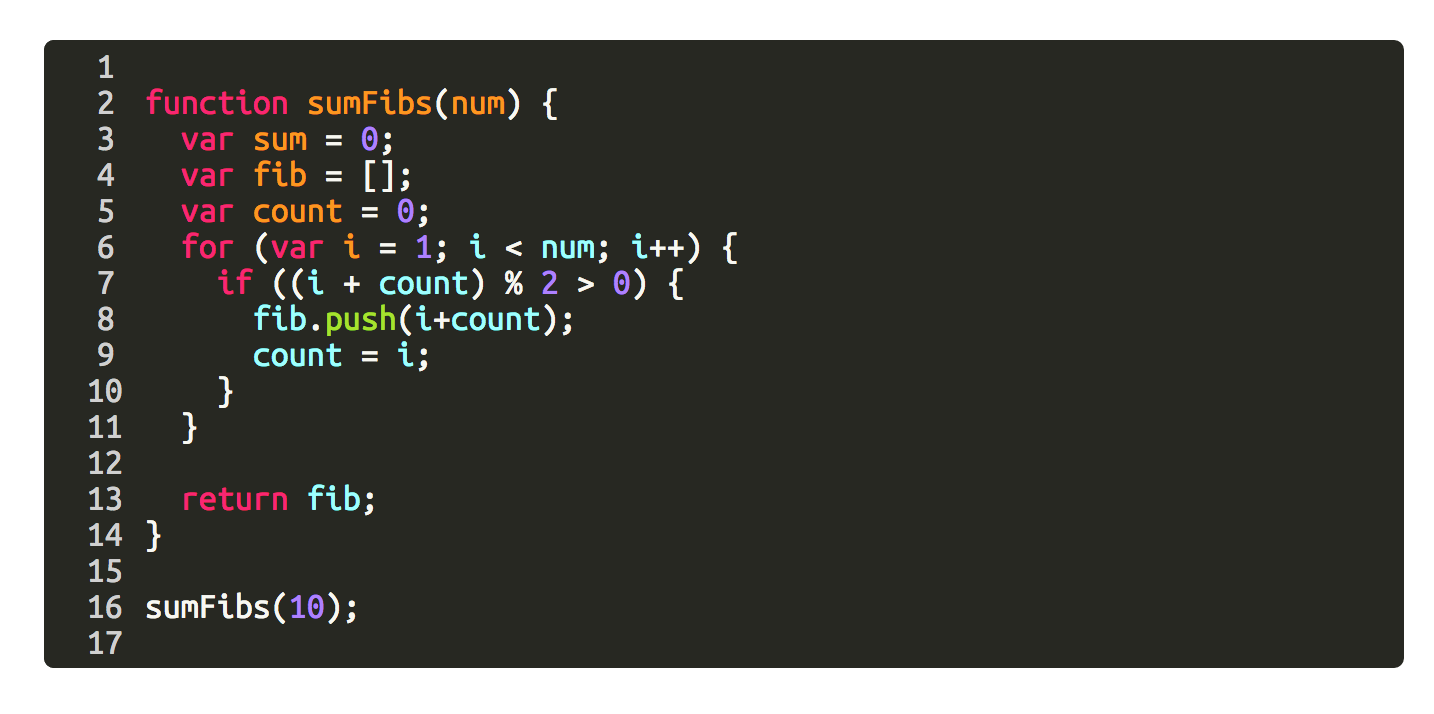 1
2 function sumFibs(num) {
3   var sum = 0;
4   var fib = [];
5   var count = 0;
6   for (var i = 1; i < num; i++) {
7     if ((i + count) % 2 > 0) {
8       fib.push(i+count);
9       count = i;
10     }
11   }
12
13   return fib;
14 }
15
16 sumFibs(10);
17